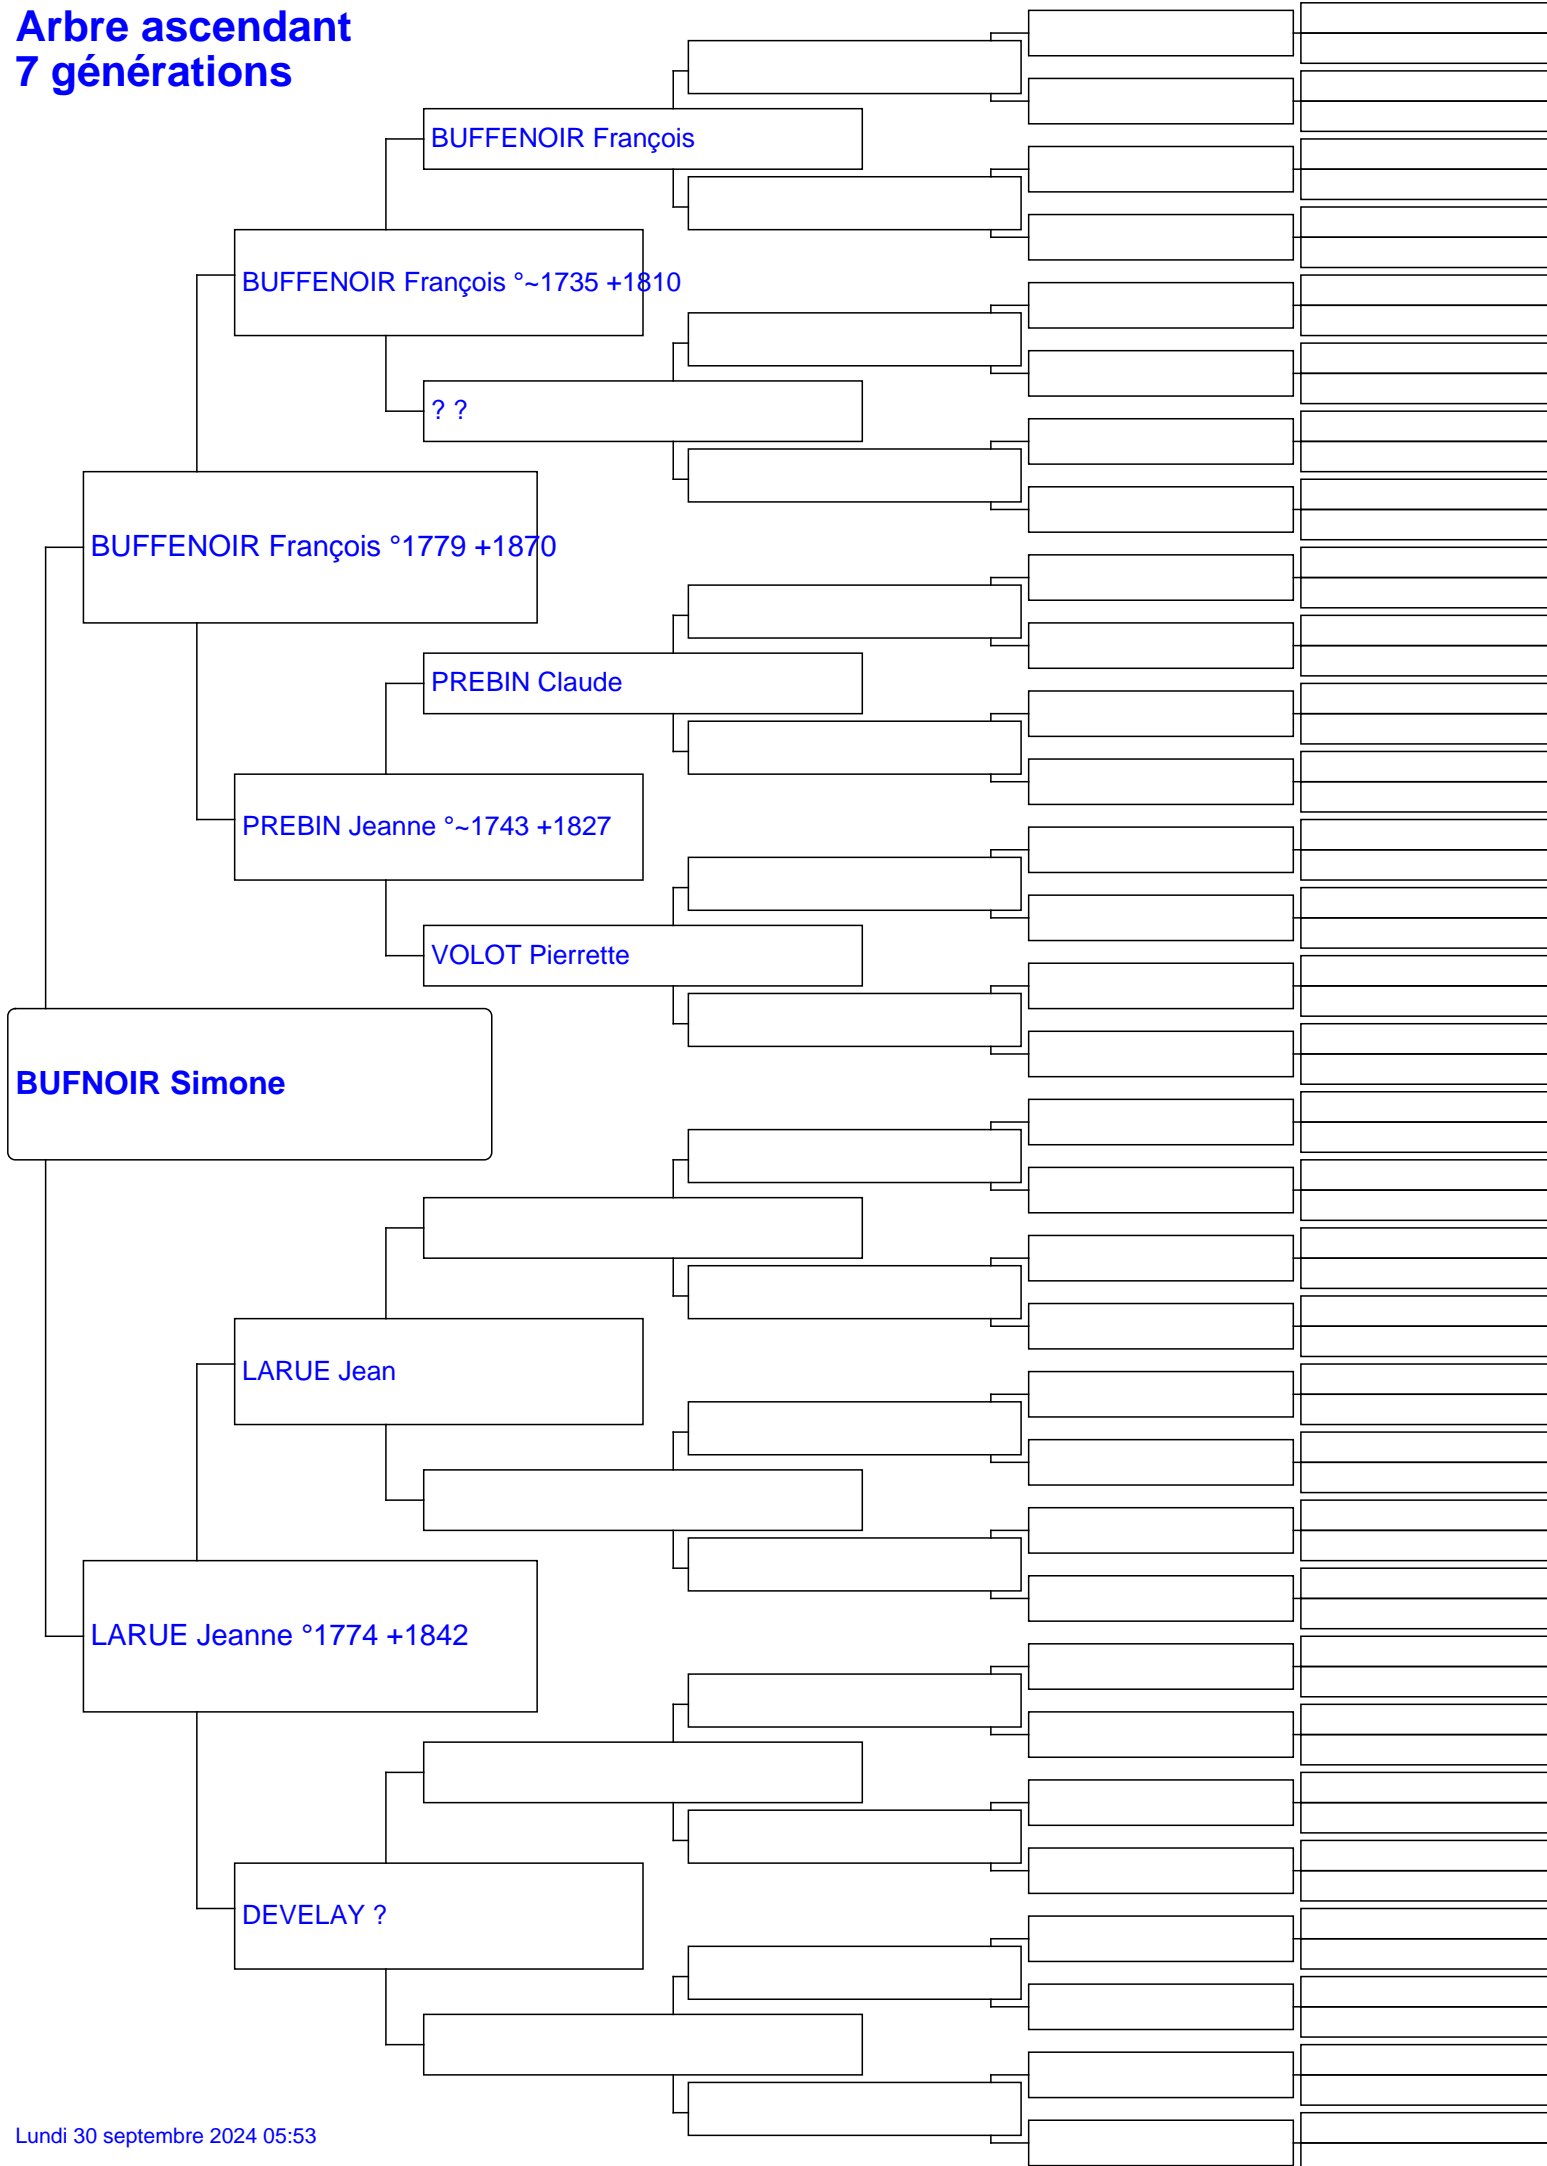 Arbre ascendant
7 générations
BUFFENOIR François
BUFFENOIR François °~1735 +1810
? ?
BUFFENOIR François °1779 +1870
PREBIN Claude
PREBIN Jeanne °~1743 +1827
VOLOT Pierrette
BUFNOIR Simone
LARUE Jean
LARUE Jeanne °1774 +1842
DEVELAY ?
Lundi 30 septembre 2024 05:53